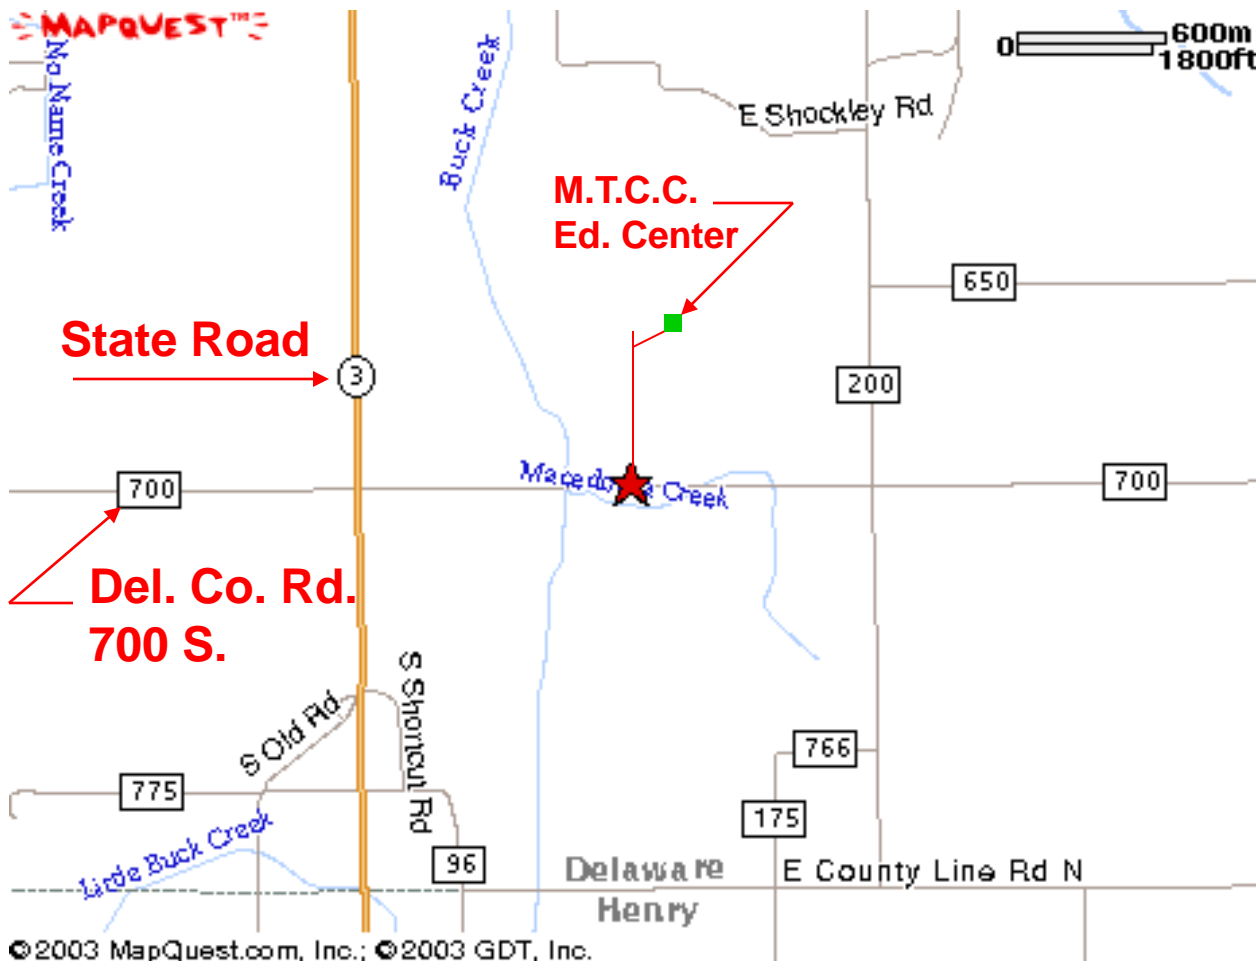 MAPQUEST™
No Name Creek
Buck Creek
0
600m
1800ft
E Shockley Rd
M.T.C.C.
Ed. Center
650
State Road
3
200
700
Creek
700
Del. Co. Rd.
700 S.
S Old Rd
S Shortcut Rd
766
775
175
Little Buck Creek
96
Delaware
E County Line Rd N
Henry
©2003 MapQuest.com, Inc.; ©2003 GDT, Inc.